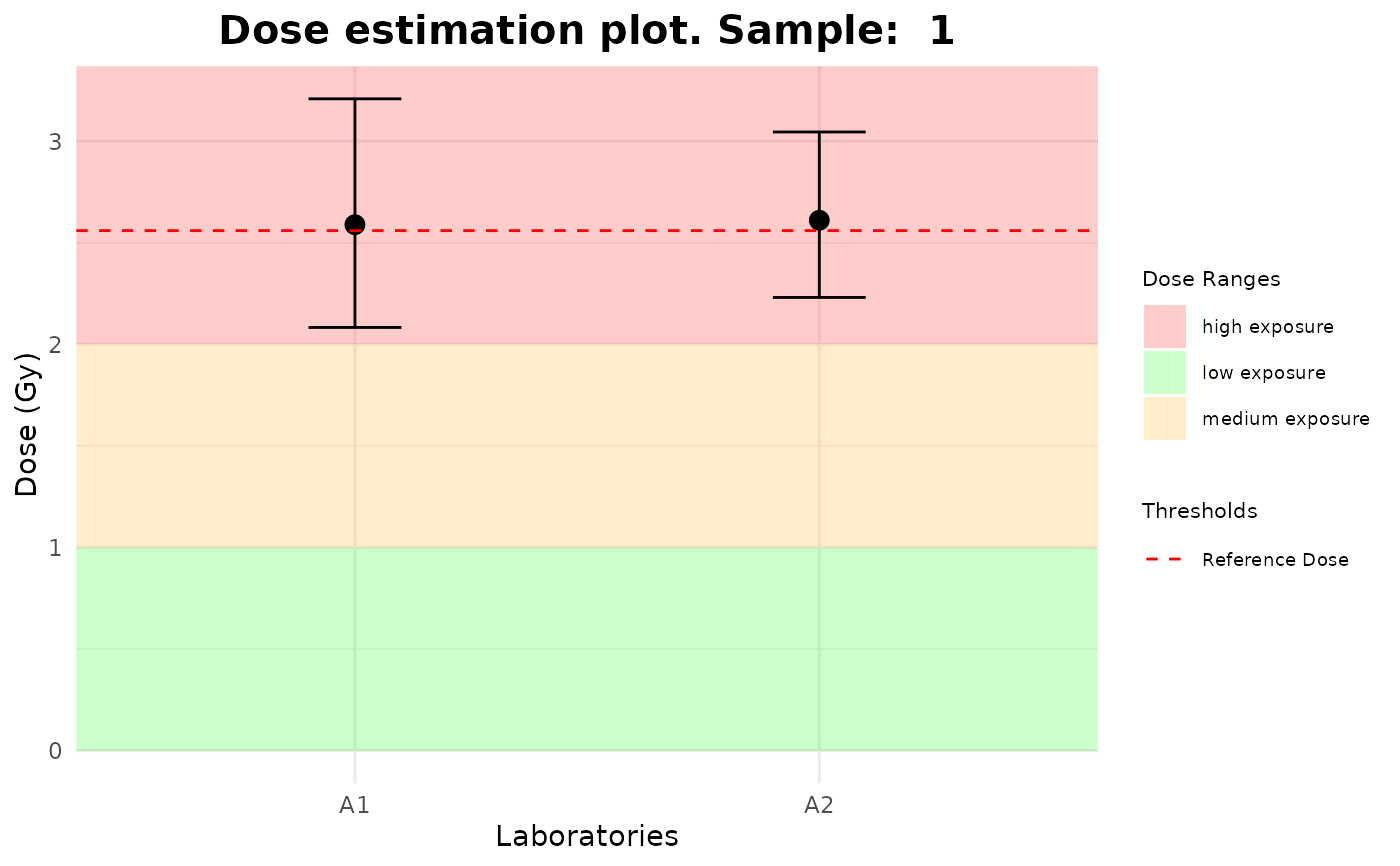 Dose estimation plot. Sample:  1
Dose (Gy)
3
2
1
0
A1
A2
Laboratories
Dose Ranges
high exposure
low exposure
medium exposure
Thresholds
Reference Dose